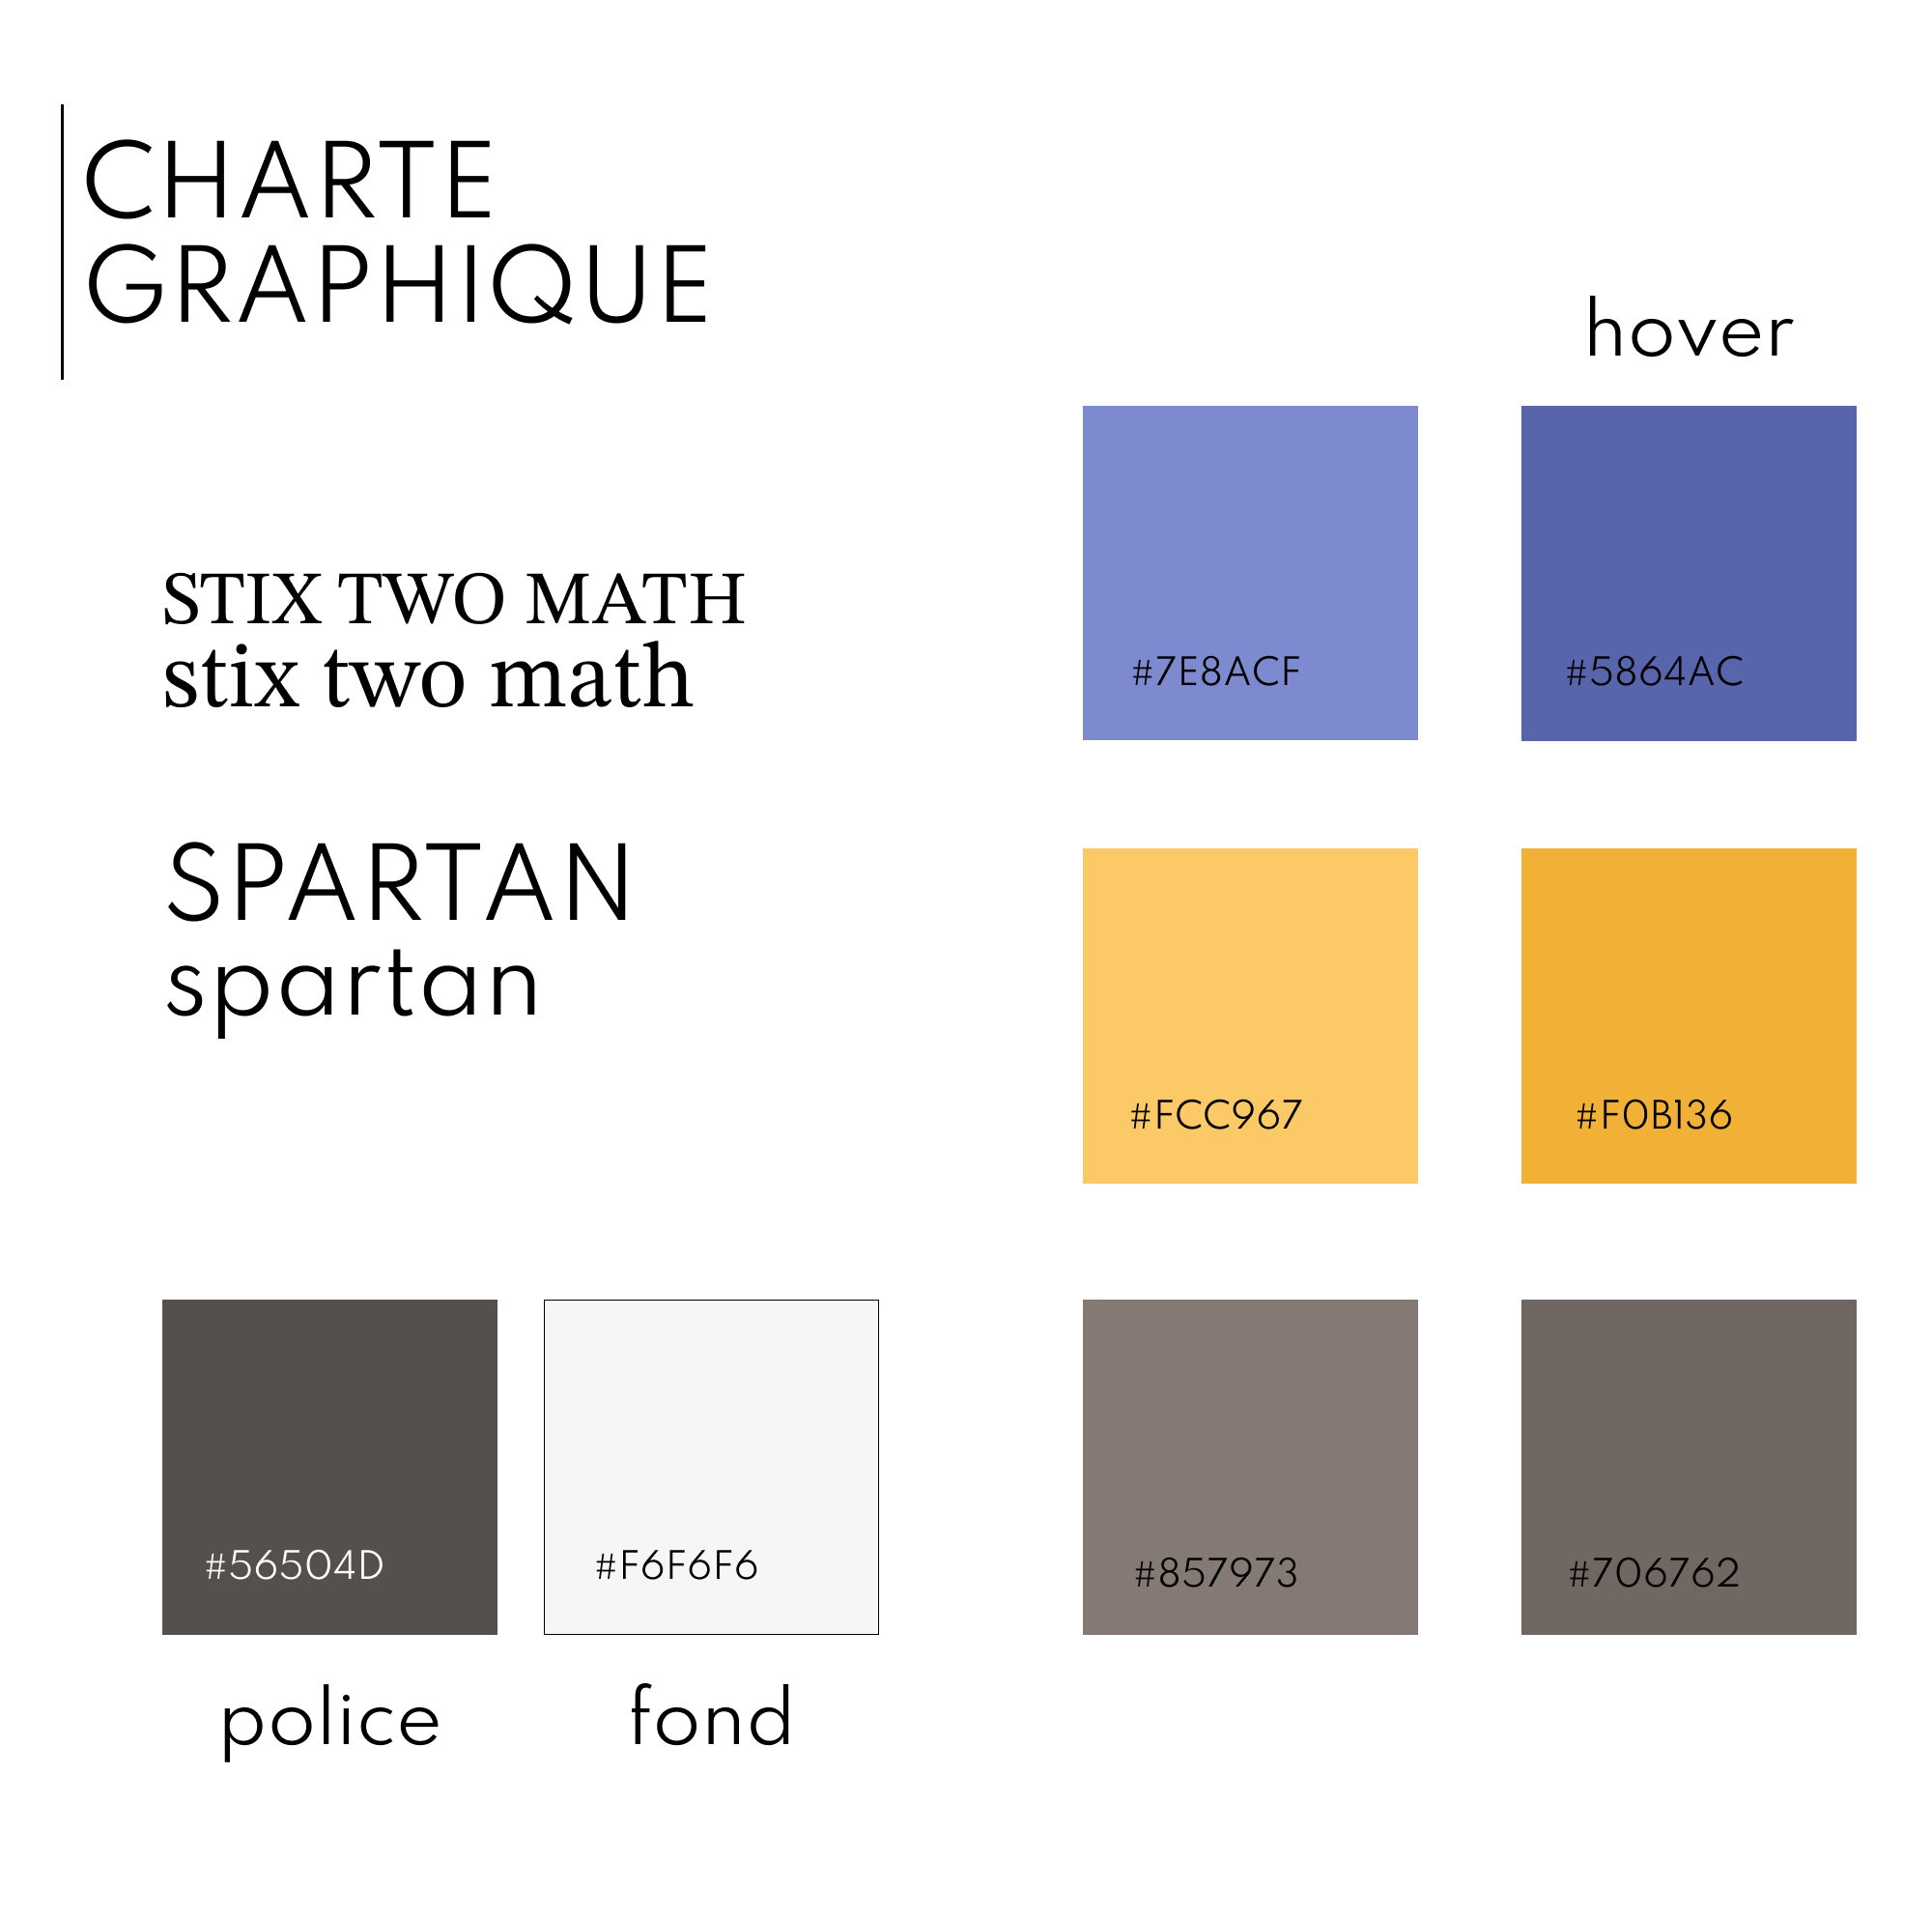 CHARTE
GRAPHIQUE
hover
STIX TWO MATH
stix two math
#7E8ACF
#5864AC
SPARTAN
spartan
#FCC967
#F0B136
#56504D
#F6F6F6
#857973
#706762
police
fond